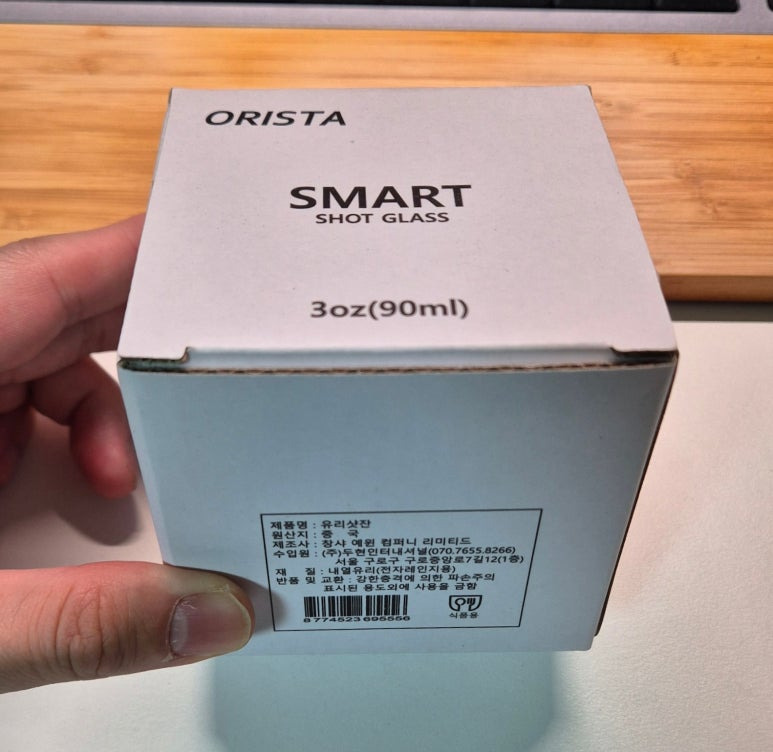 ORISTA
SMART
SHOT GLASS
3oz(90ml)
제품명 : 유리샷잔
원산지 : 중 국
제조사 : 창샤 예윈 컴퍼니 리미티드
수입원 : (주)두현인터내셔널(070.7655.8266)
서울 구로구 구로중앙로7길12(1층)
재 질 : 내열유리(전자레인지용)
반품 및 교환 : 강한충격에 의한 파손주의
표시된 용도외에 사용을 금함
8 774523 695556
식품용